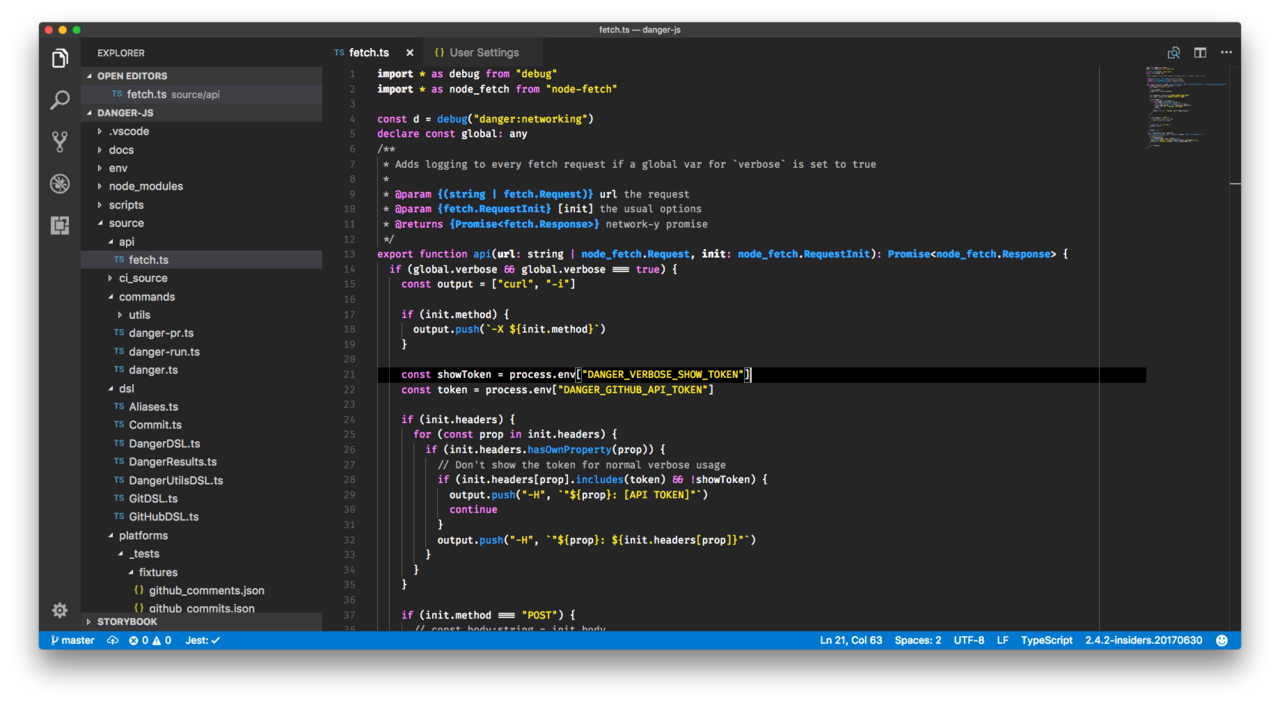 fetch.ts — danger-js
EXPLORER
OPEN EDITORS
TS fetch.ts source/api
DANGER-JS
.vscode
docs
env
node_modules
scripts
source
api
TS fetch.ts
ci_source
commands
utils
TS danger-pr.ts
TS danger-run.ts
TS danger.ts
dsl
TS Aliases.ts
TS Commit.ts
TS DangerDSL.ts
TS DangerResults.ts
TS DangerUtilsDSL.ts
TS GitDSL.ts
TS GitHubDSL.ts
platforms
_tests
fixtures
{} github_comments.json
{} github_commits.json
STORYBOOK
TS fetch.ts × {} User Settings
1 import * as debug from "debug"
2 import * as node_fetch from "node-fetch"
3
4 const d = debug("danger:networking")
5 declare const global: any
6 /**
7 * Adds logging to every fetch request if a global var for `verbose` is set to true
8 *
9 * @param {(string | fetch.Request)} url the request
10 * @param {fetch.RequestInit} [init] the usual options
11 * @returns {Promise<fetch.Response>} network-y promise
12 */
13 export function api(url: string | node_fetch.Request, init: node_fetch.RequestInit): Promise<node_fetch.Response> {
14 if (global.verbose && global.verbose === true) {
15 const output = ["curl", "-i"]
16
17 if (init.method) {
18 output.push(`-X ${init.method}`)
19 }
20
21 const showToken = process.env["DANGER_VERBOSE_SHOW_TOKEN"]
22 const token = process.env["DANGER_GITHUB_API_TOKEN"]
23
24 if (init.headers) {
25 for (const prop in init.headers) {
26 if (init.headers.hasOwnProperty(prop)) {
27 // Don't show the token for normal verbose usage
28 if (init.headers[prop].includes(token) && !showToken) {
29 output.push("-H", `"${prop}: [API TOKEN]"`)
30 continue
31 }
32 output.push("-H", `"${prop}: ${init.headers[prop]}"`)
33 }
34 }
35 }
36
37 if (init.method === "POST") {
38 // const body:string = init.body
master 0 0 Jest: ✓
Ln 21, Col 63 Spaces: 2 UTF-8 LF TypeScript 2.4.2-insiders.20170630